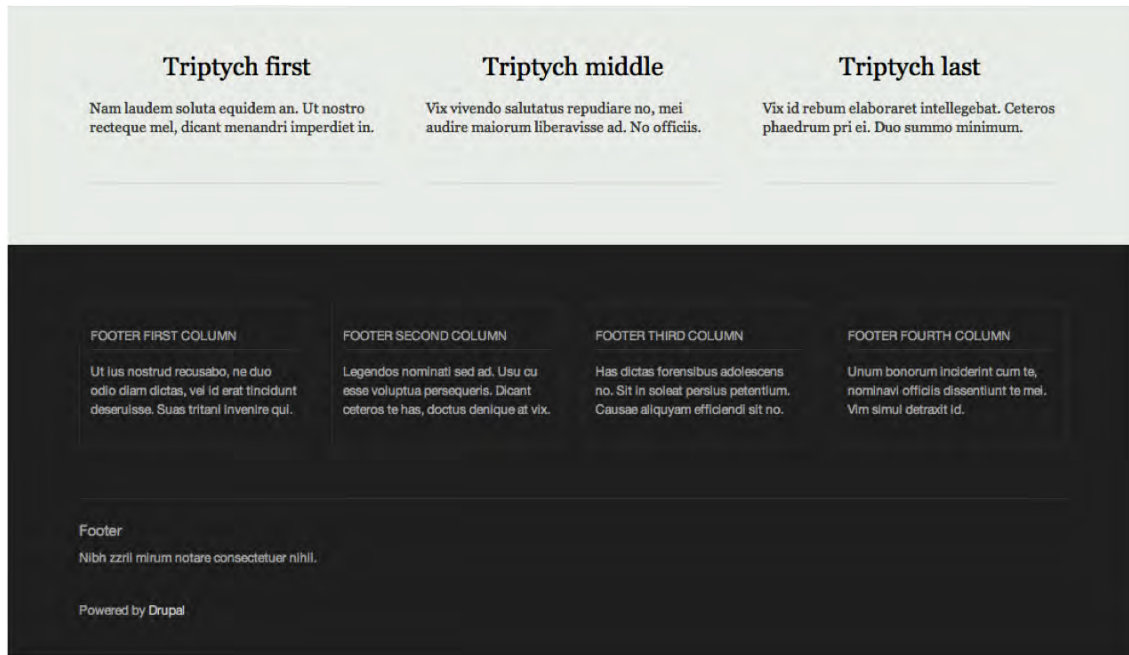 Triptych first
Nam laudem soluta equidem an. Ut nostro
recteque mel, dicant menandri imperdiet in.
Triptych middle
Vix vivendo salutatus repudiare no, mei
audire maiorum liberavisse ad. No officiis.
Triptych last
Vix id rebum elaboraret intellegebat. Ceteros
phaedrum pri ei. Duo summo minimum.
FOOTER FIRST COLUMN
Ut ius nostrud recusabo, ne duo
odio diam dictas, vel id erat tincidunt
deseruisse. Suas tritani invenire qui.
FOOTER SECOND COLUMN
Legendos nominati sed ad. Usu cu
esse voluptua persequeris. Dicant
ceteros te has, doctus denique at vix.
FOOTER THIRD COLUMN
Has dictas forensibus adolescens
no. Sit in soleat persius petentium.
Causae aliquyam efficiendi sit no.
FOOTER FOURTH COLUMN
Unum bonorum inciderint cum te,
nominavi officiis dissentiunt te mei.
Vim simul detraxit id.
Footer
Nibh zzril mirum notare consectetuer nihil.
Powered by Drupal